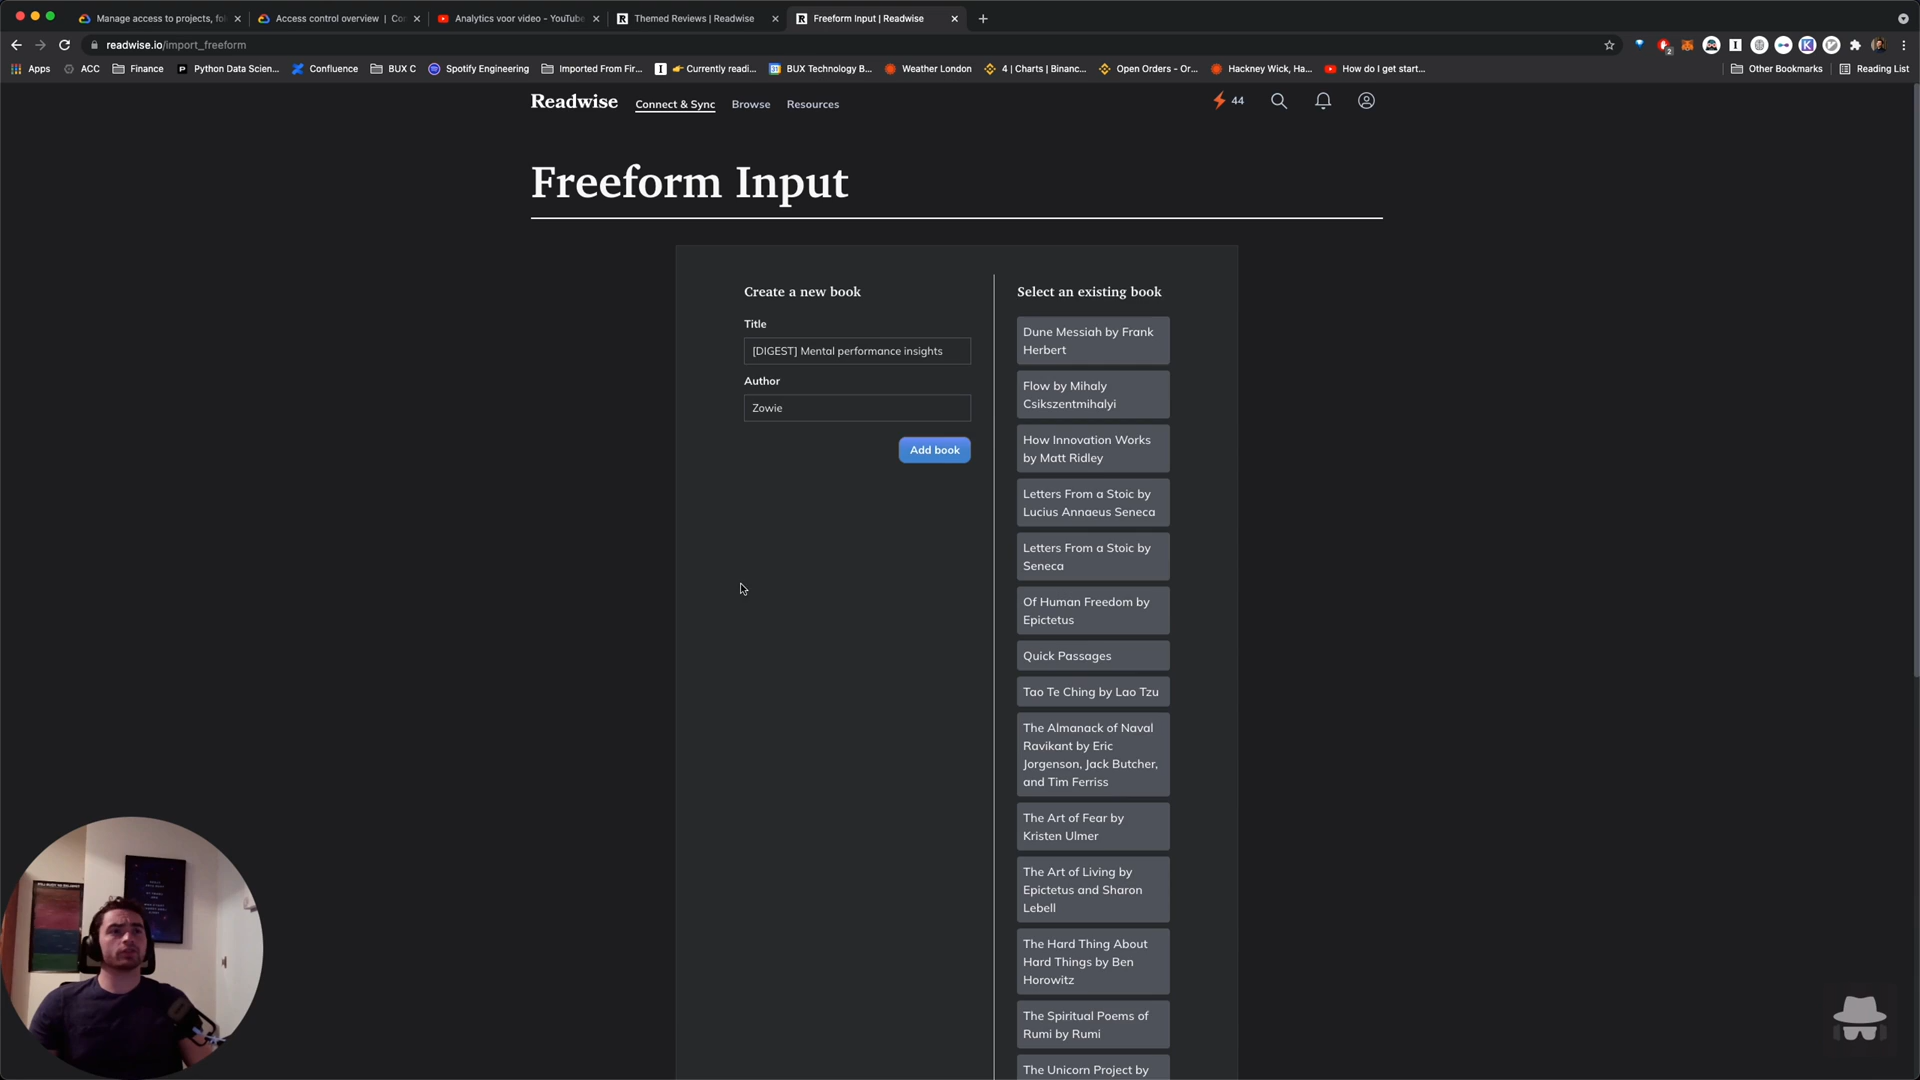 Manage access to projects, fol
Access control overview | Co
Analytics voor video - YouTube
Themed Reviews | Readwise
Freeform Input | Readwise
readwise.io/import_freeform
2
Apps
ACC
Finance
Python Data Scien...
Confluence
BUX C
Spotify Engineering
Imported From Fir...
Currently readi...
BUX Technology B...
Weather London
4 | Charts | Binanc...
Open Orders - Or...
Hackney Wick, Ha...
How do I get start...
Other Bookmarks
Reading List
Readwise
Connect & Sync
Browse
Resources
44
Freeform Input
Create a new book
Title
[DIGEST] Mental performance insights
Author
Zowie
Add book
Select an existing book
Dune Messiah by Frank
Herbert
Flow by Mihaly
Csikszentmihalyi
How Innovation Works
by Matt Ridley
Letters From a Stoic by
Lucius Annaeus Seneca
Letters From a Stoic by
Seneca
Of Human Freedom by
Epictetus
Quick Passages
Tao Te Ching by Lao Tzu
The Almanack of Naval
Ravikant by Eric
Jorgenson, Jack Butcher,
and Tim Ferriss
The Art of Fear by
Kristen Ulmer
The Art of Living by
Epictetus and Sharon
Lebell
The Hard Thing About
Hard Things by Ben
Horowitz
The Spiritual Poems of
Rumi by Rumi
The Unicorn Project by